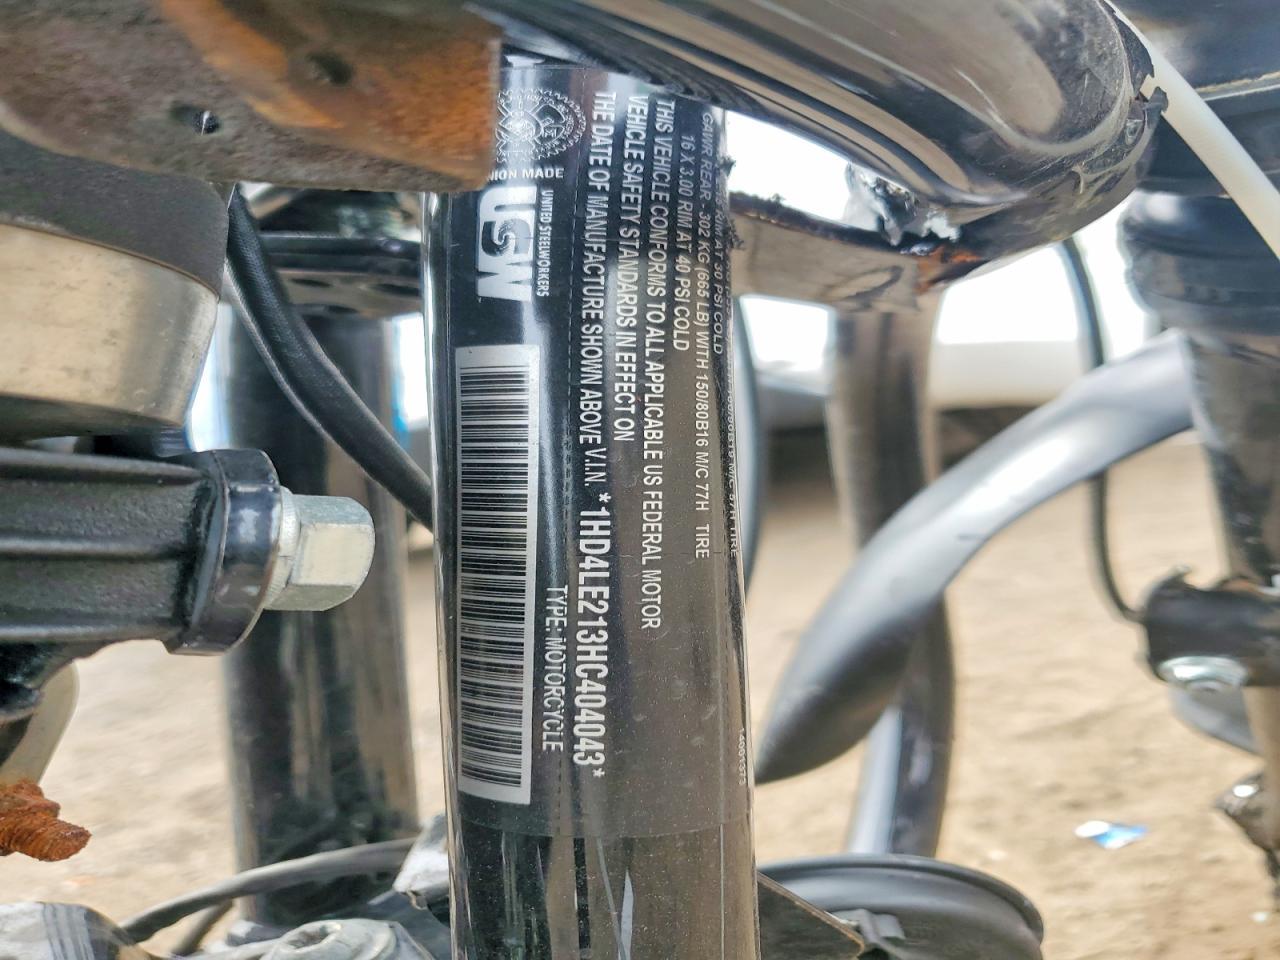 RIM AT 30 PSI COLD
GAWR REAR - 302 KG (665 LB) WITH 150/80B16 M/C 77H TIRE
16 X 3.00 RIM AT 40 PSI COLD
THIS VEHICLE CONFORMS TO ALL APPLICABLE US FEDERAL MOTOR
VEHICLE SAFETY STANDARDS IN EFFECT ON
THE DATE OF MANUFACTURE SHOWN ABOVE V.I.N. *1HD4LE213HC404043*
TYPE: MOTORCYCLE
NION MADE
USW
UNITED STEELWORKERS